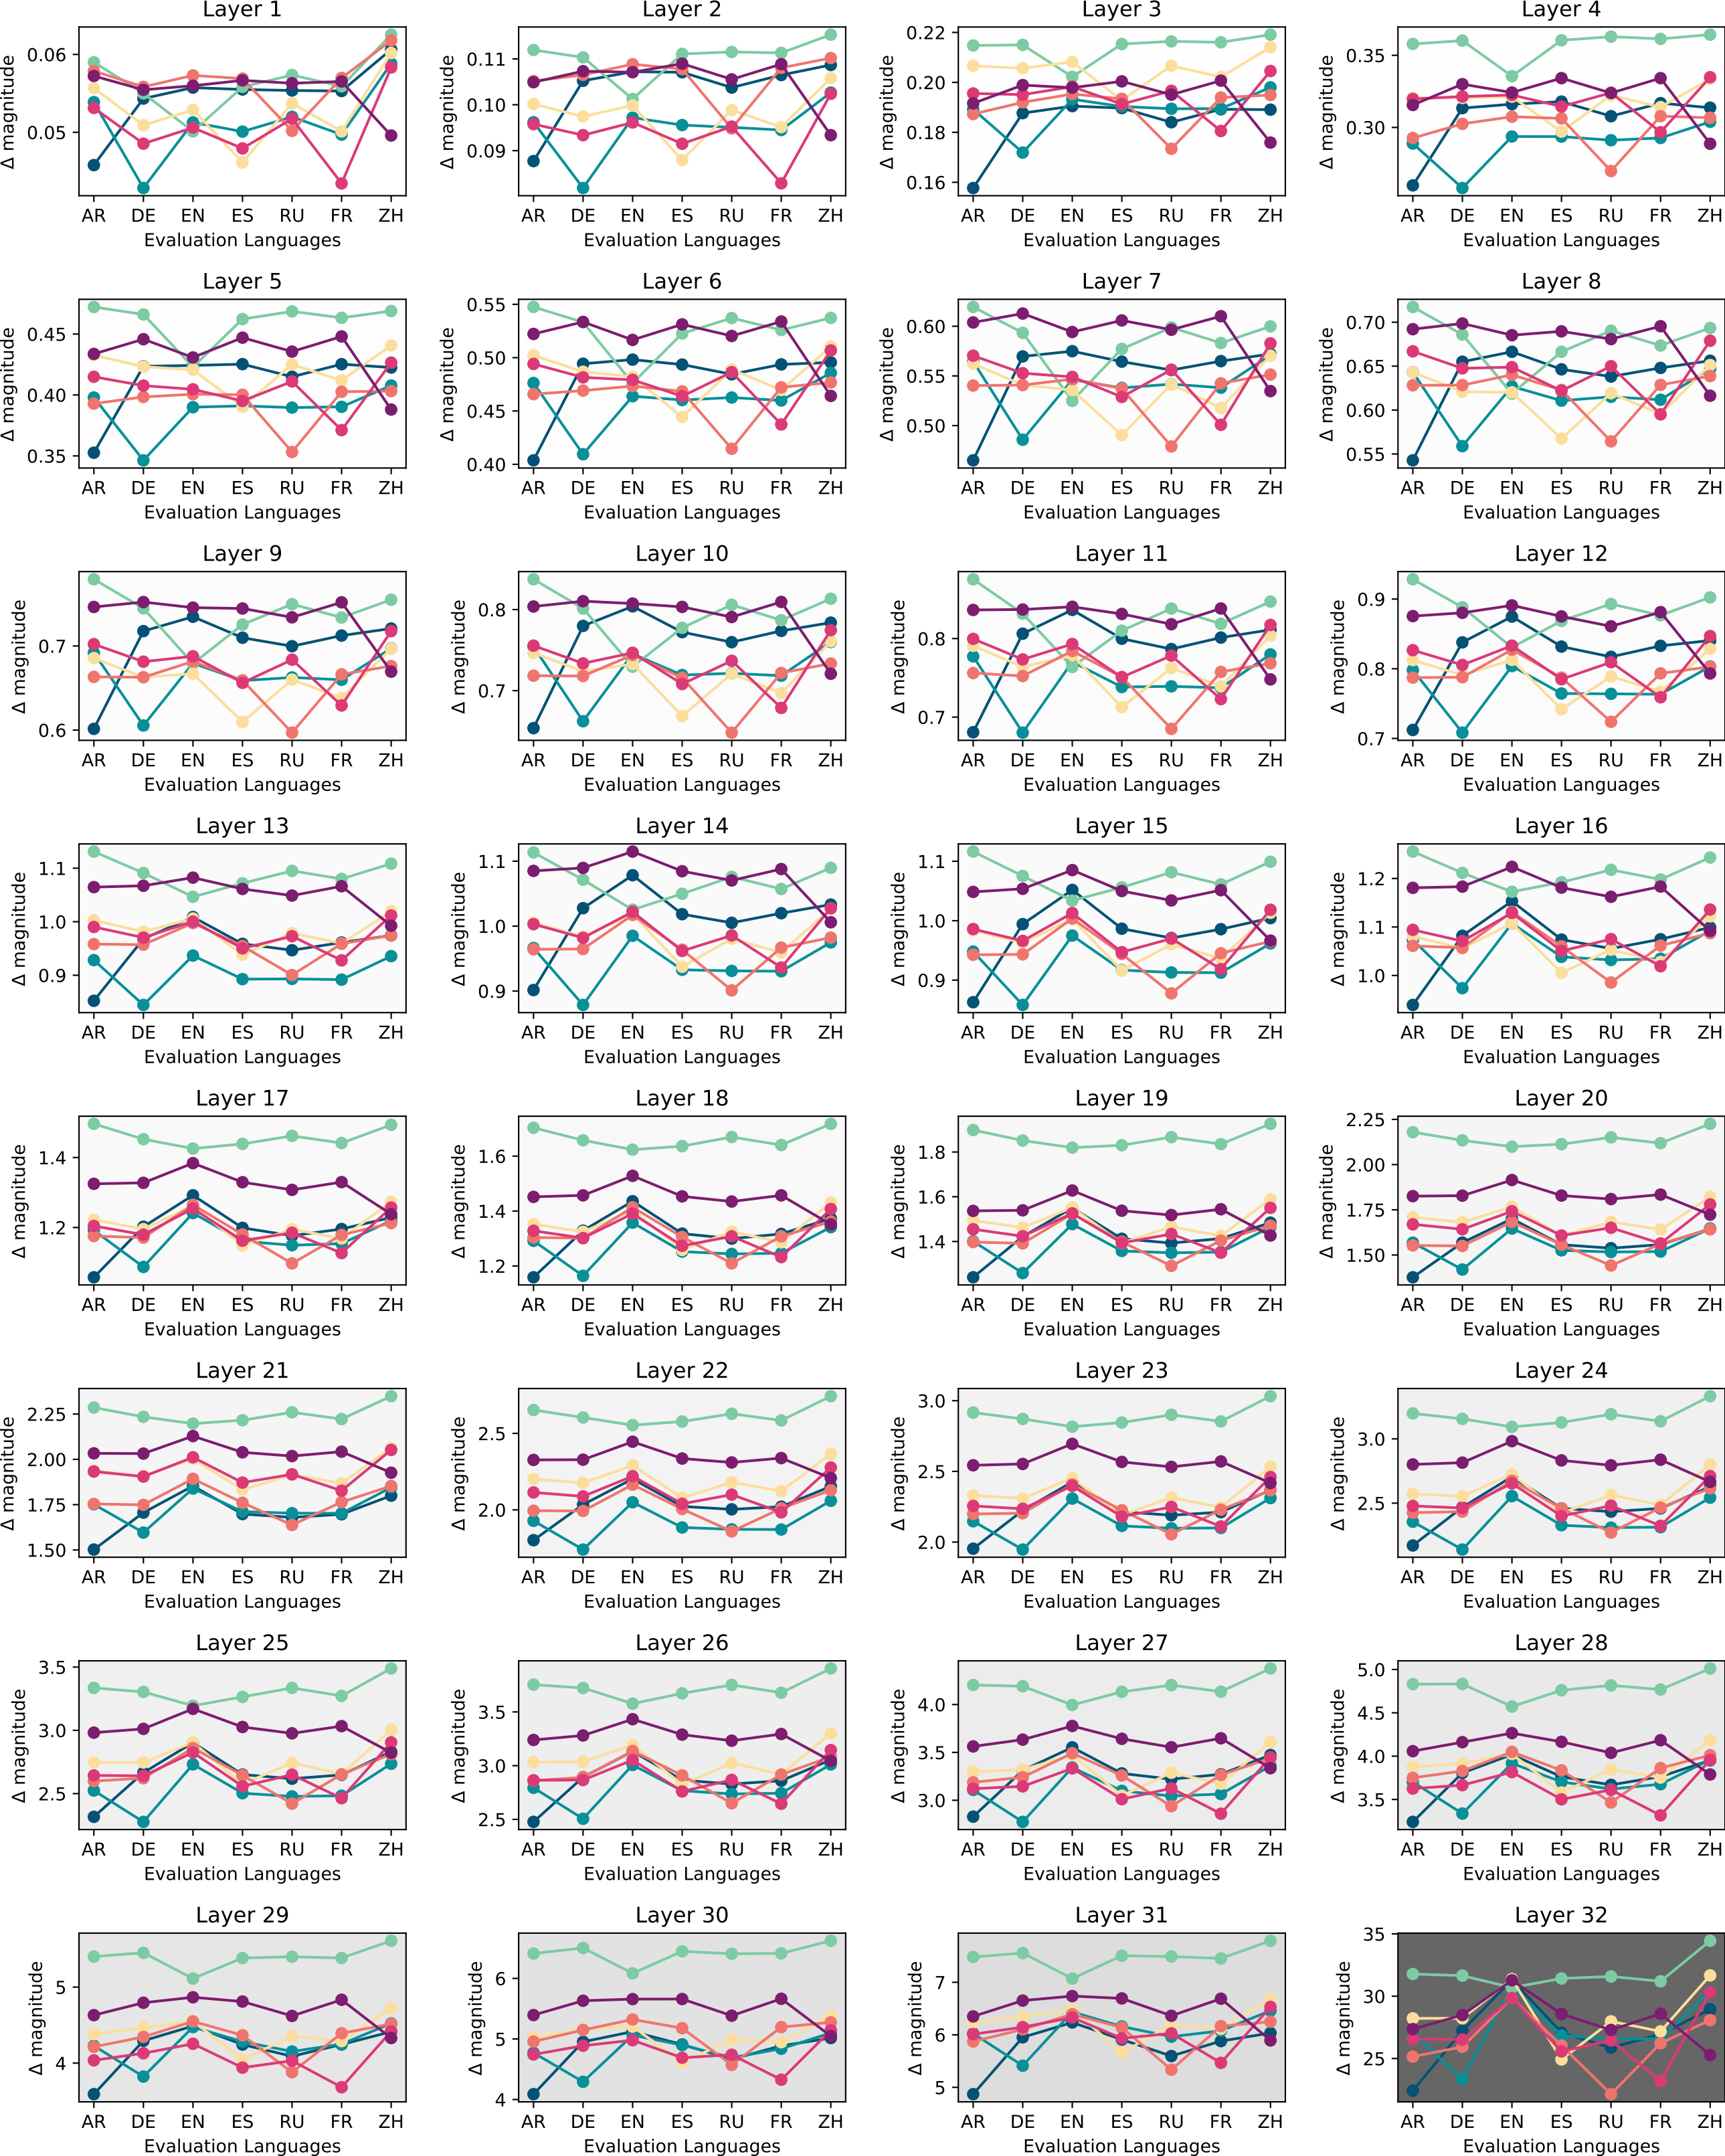 Layer 1
Layer 2
Layer 3
Layer 4
Δ magnitude
0.06
0.05
Δ magnitude
0.11
0.10
0.09
Δ magnitude
0.22
0.20
0.18
0.16
Δ magnitude
0.35
0.30
AR DE EN ES RU FR ZH
AR DE EN ES RU FR ZH
AR DE EN ES RU FR ZH
AR DE EN ES RU FR ZH
Evaluation Languages
Evaluation Languages
Evaluation Languages
Evaluation Languages
Layer 5
Layer 6
Layer 7
Layer 8
Δ magnitude
0.45
0.40
0.35
Δ magnitude
0.55
0.50
0.45
0.40
Δ magnitude
0.60
0.55
0.50
Δ magnitude
0.70
0.65
0.60
0.55
AR DE EN ES RU FR ZH
AR DE EN ES RU FR ZH
AR DE EN ES RU FR ZH
AR DE EN ES RU FR ZH
Evaluation Languages
Evaluation Languages
Evaluation Languages
Evaluation Languages
Layer 9
Layer 10
Layer 11
Layer 12
Δ magnitude
0.7
0.6
Δ magnitude
0.8
0.7
Δ magnitude
0.8
0.7
Δ magnitude
0.9
0.8
0.7
AR DE EN ES RU FR ZH
AR DE EN ES RU FR ZH
AR DE EN ES RU FR ZH
AR DE EN ES RU FR ZH
Evaluation Languages
Evaluation Languages
Evaluation Languages
Evaluation Languages
Layer 13
Layer 14
Layer 15
Layer 16
Δ magnitude
1.1
1.0
0.9
Δ magnitude
1.1
1.0
0.9
Δ magnitude
1.1
1.0
0.9
Δ magnitude
1.2
1.1
1.0
AR DE EN ES RU FR ZH
AR DE EN ES RU FR ZH
AR DE EN ES RU FR ZH
AR DE EN ES RU FR ZH
Evaluation Languages
Evaluation Languages
Evaluation Languages
Evaluation Languages
Layer 17
Layer 18
Layer 19
Layer 20
Δ magnitude
1.4
1.2
Δ magnitude
1.6
1.4
1.2
Δ magnitude
1.8
1.6
1.4
Δ magnitude
2.25
2.00
1.75
1.50
AR DE EN ES RU FR ZH
AR DE EN ES RU FR ZH
AR DE EN ES RU FR ZH
AR DE EN ES RU FR ZH
Evaluation Languages
Evaluation Languages
Evaluation Languages
Evaluation Languages
Layer 21
Layer 22
Layer 23
Layer 24
Δ magnitude
2.25
2.00
1.75
1.50
Δ magnitude
2.5
2.0
Δ magnitude
3.0
2.5
2.0
Δ magnitude
3.0
2.5
AR DE EN ES RU FR ZH
AR DE EN ES RU FR ZH
AR DE EN ES RU FR ZH
AR DE EN ES RU FR ZH
Evaluation Languages
Evaluation Languages
Evaluation Languages
Evaluation Languages
Layer 25
Layer 26
Layer 27
Layer 28
Δ magnitude
3.5
3.0
2.5
Δ magnitude
3.5
3.0
2.5
Δ magnitude
4.0
3.5
3.0
Δ magnitude
5.0
4.5
4.0
3.5
AR DE EN ES RU FR ZH
AR DE EN ES RU FR ZH
AR DE EN ES RU FR ZH
AR DE EN ES RU FR ZH
Evaluation Languages
Evaluation Languages
Evaluation Languages
Evaluation Languages
Layer 29
Layer 30
Layer 31
Layer 32
Δ magnitude
5
4
Δ magnitude
6
5
4
Δ magnitude
7
6
5
Δ magnitude
35
30
25
AR DE EN ES RU FR ZH
AR DE EN ES RU FR ZH
AR DE EN ES RU FR ZH
AR DE EN ES RU FR ZH
Evaluation Languages
Evaluation Languages
Evaluation Languages
Evaluation Languages